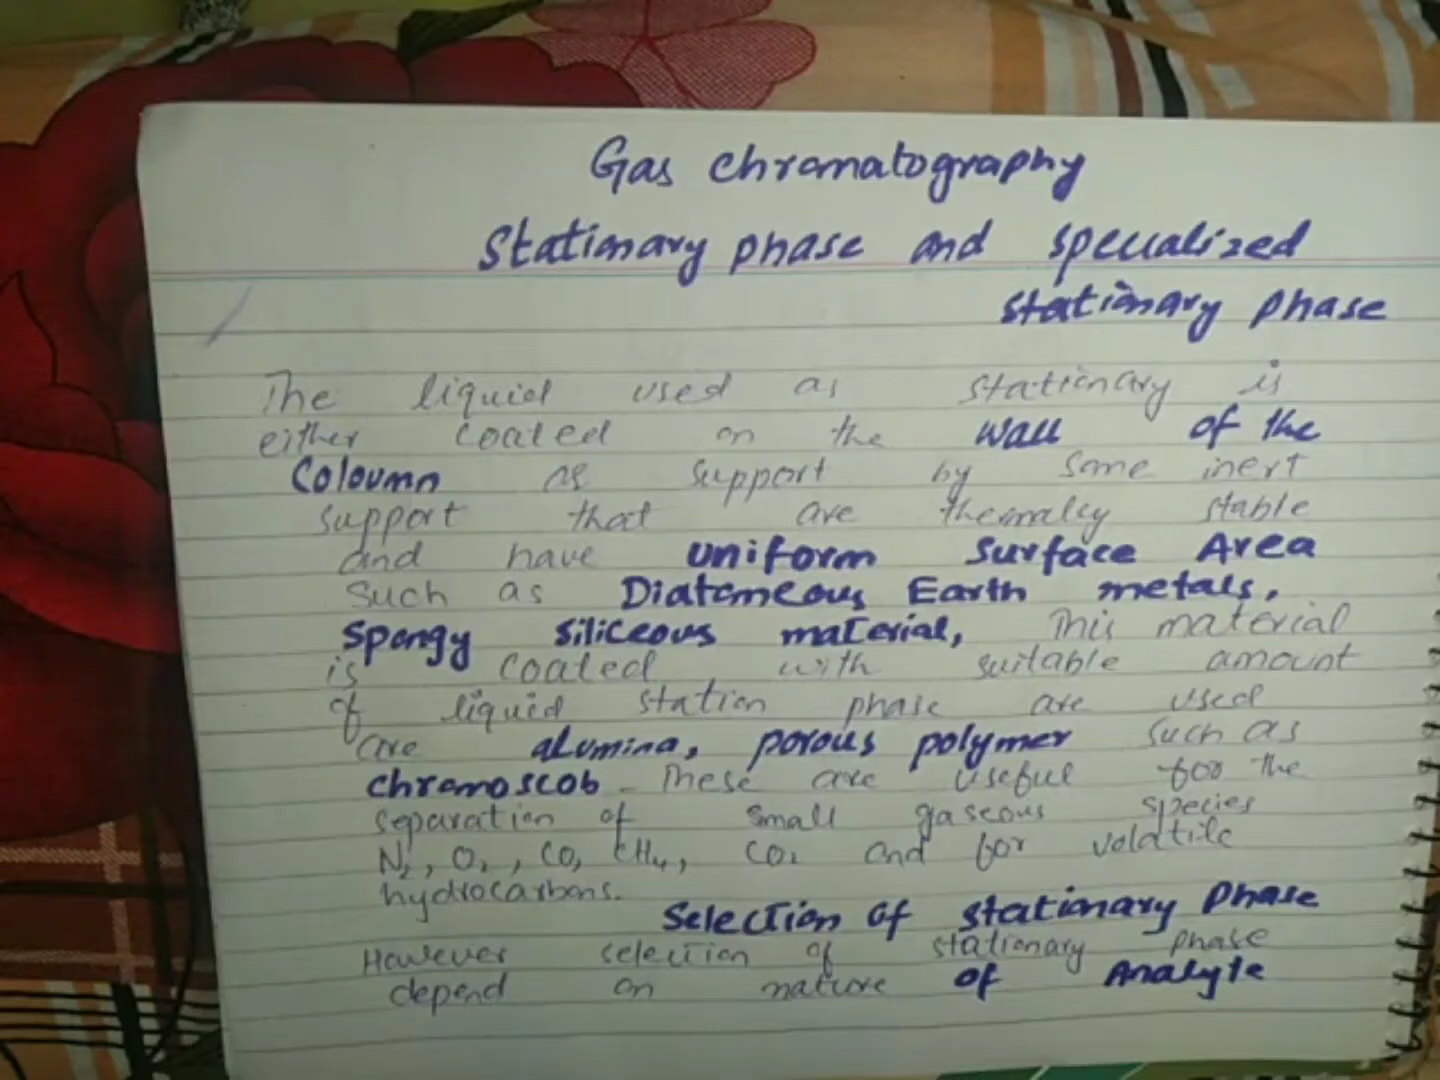 Gas chromatography
Stationary phase and specialized
stationary phase
The liquid used as stationary is
either coated on the wall of the
Coloumn as support by some inert
support that are thermalcy stable
and have uniform Surface Area
Such as Diatomeous Earth metals,
Spongy Siliceous material, This material
is coated with suitable amount
of liquid station phase are used
are alumina, porous polymer such as
chromoscob. These are useful for the
separation of small gaseous species
N₂, O₂, CO, CH₄, CO₂ and for volatile
hydrocarbons.
Selection Of stationary Phase
However selection of stationary phase
depend on nature of Analyte